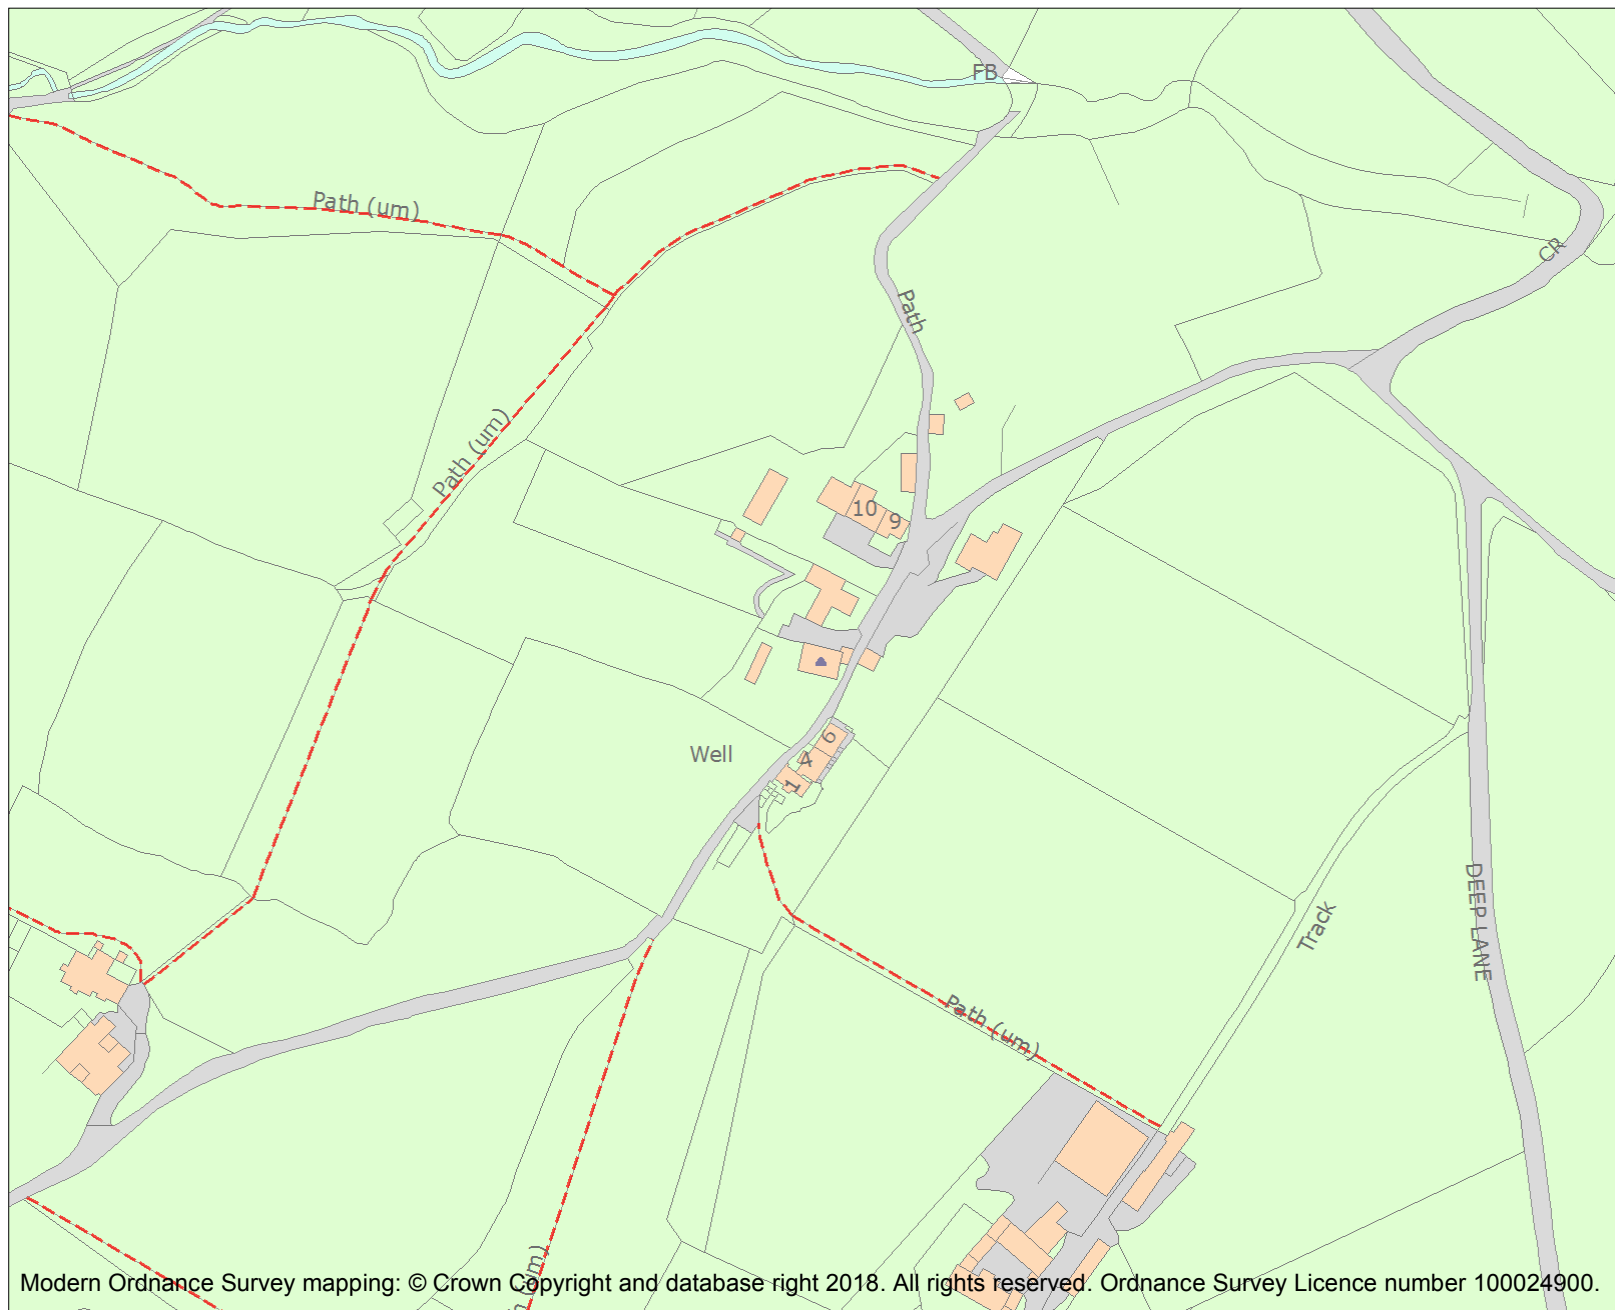 FB
Path (um)
CR
Path
Path (um)
10
9
6
Well
4
1
DEEP LANE
Track
Path (um)
(um)
Modern Ordnance Survey mapping: © Crown Copyright and database right 2018. All rights reserved. Ordnance Survey Licence number 100024900.